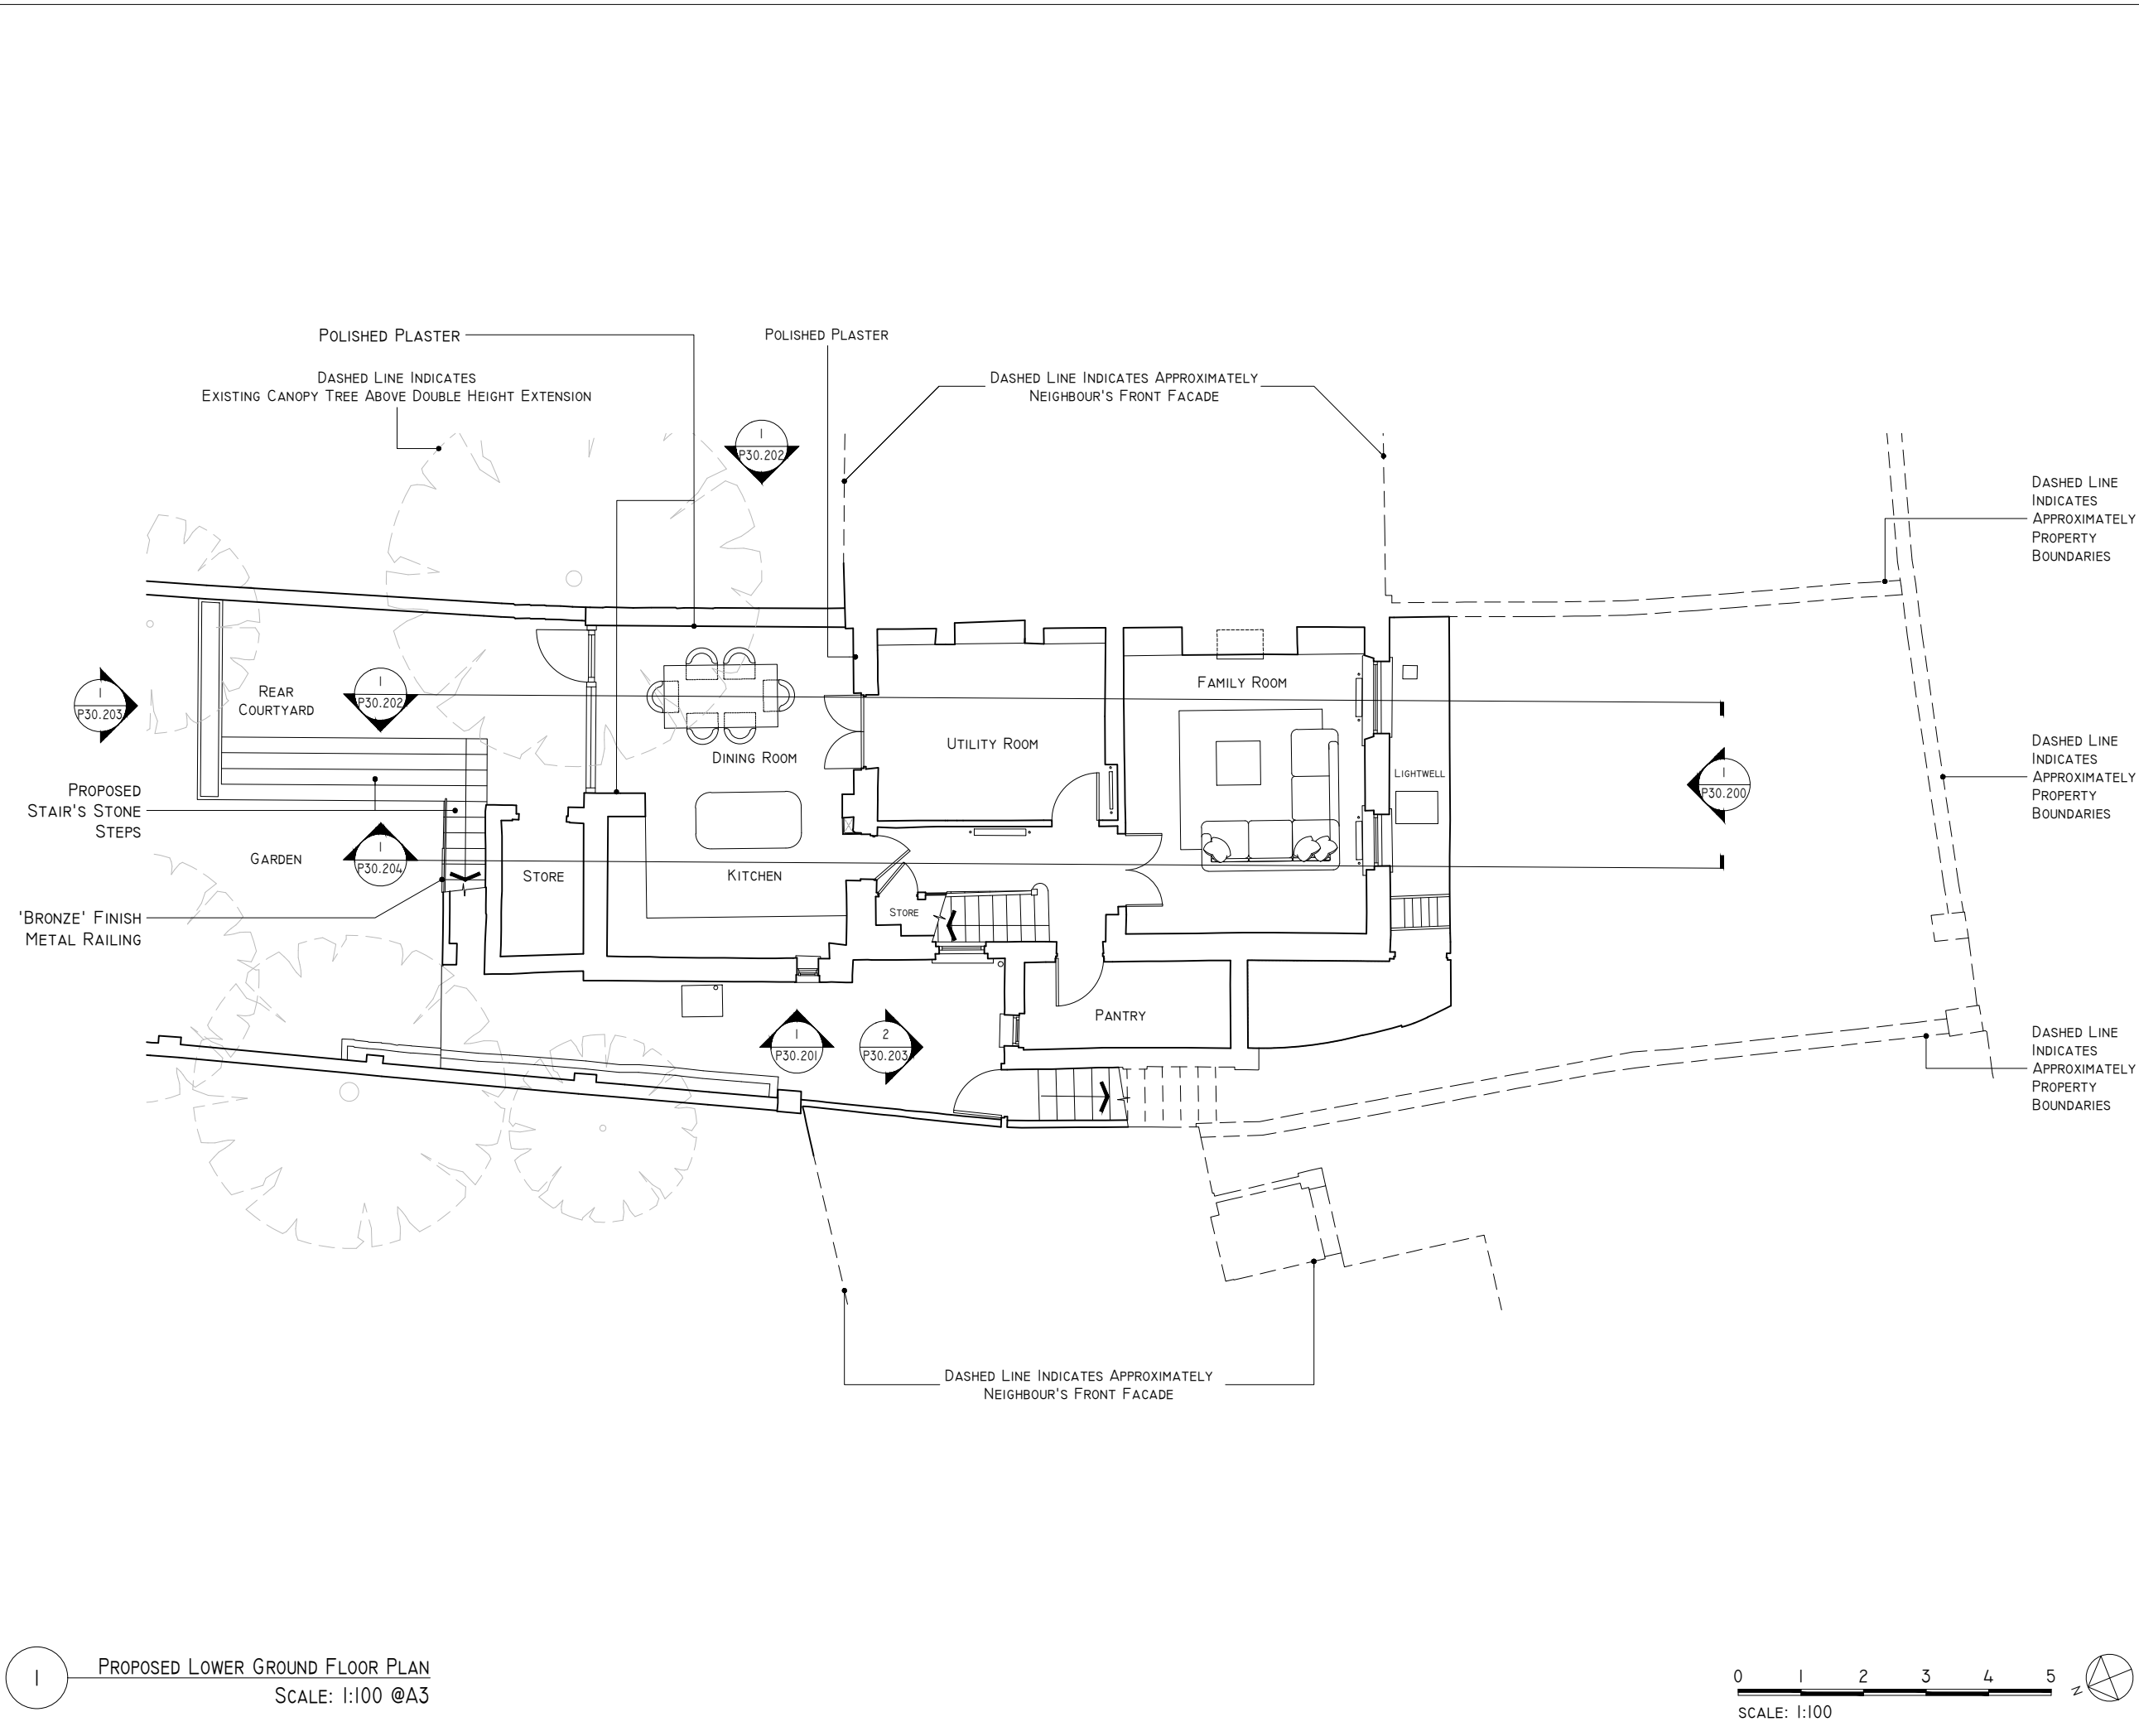 Polished Plaster
Polished Plaster
Dashed Line Indicates
Existing Canopy Tree Above Double Height Extension
Dashed Line Indicates Approximately
Neighbour's Front Facade
1
P30.202
Dashed Line
Indicates
Approximately
Property
Boundaries
Rear
Courtyard
1
P30.203
1
P30.202
Family Room
Utility Room
Dining Room
Lightwell
Dashed Line
Indicates
Approximately
Property
Boundaries
1
P30.200
Proposed
Stair's Stone
Steps
Garden
1
P30.204
Store
Kitchen
Store
'Bronze' Finish
Metal Railing
Pantry
1
P30.201
2
P30.203
Dashed Line
Indicates
Approximately
Property
Boundaries
Dashed Line Indicates Approximately
Neighbour's Front Facade
1
Proposed Lower Ground Floor Plan
Scale: 1:100 @A3
0 1 2 3 4 5
scale: 1:100
N